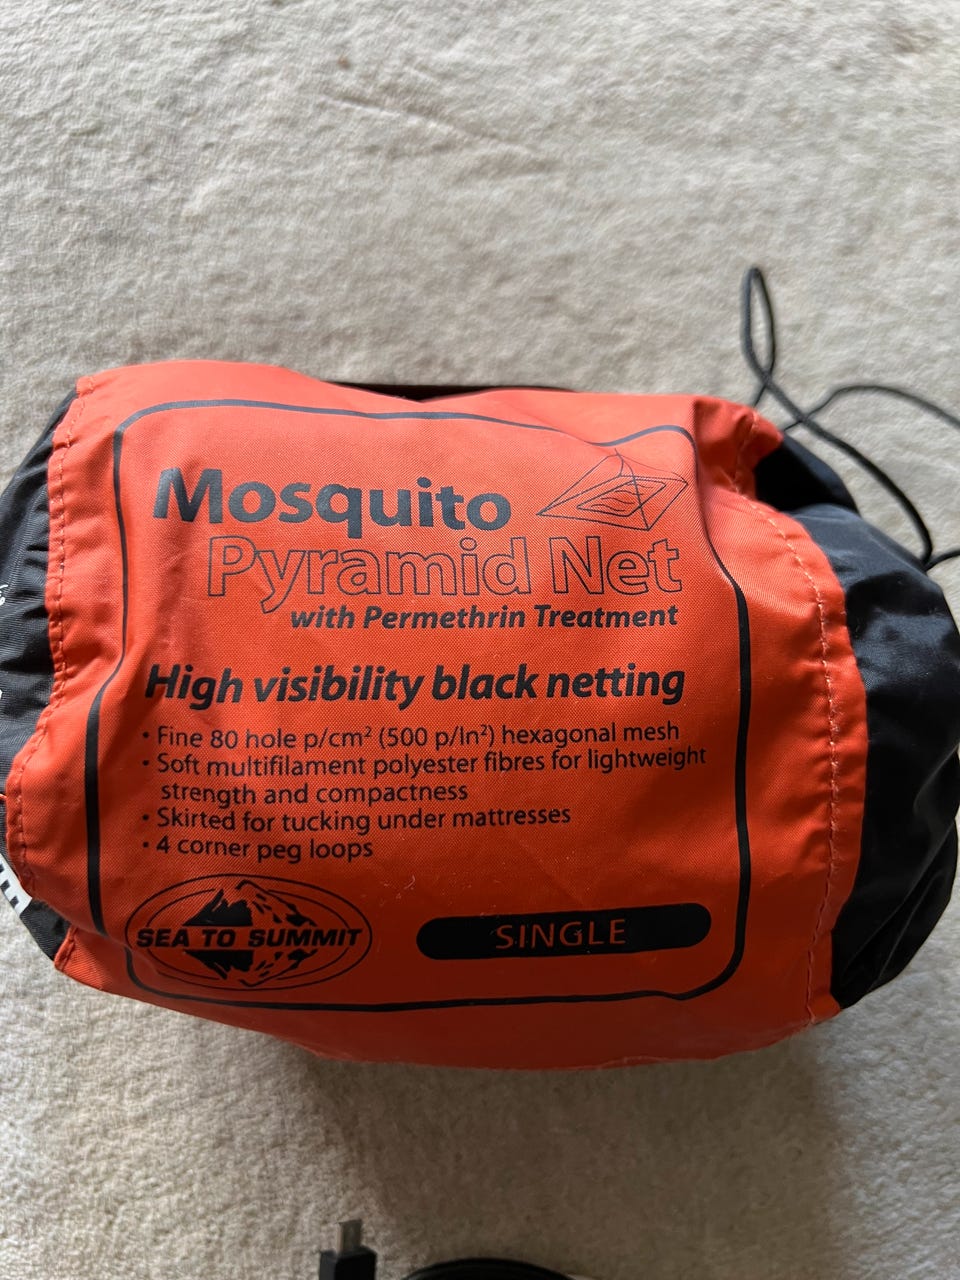 Mosquito
Pyramid Net
with Permethrin Treatment
High visibility black netting
• Fine 80 hole p/cm² (500 p/In²) hexagonal mesh
• Soft multifilament polyester fibres for lightweight
strength and compactness
• Skirted for tucking under mattresses
• 4 corner peg loops
SEA TO SUMMIT
SINGLE